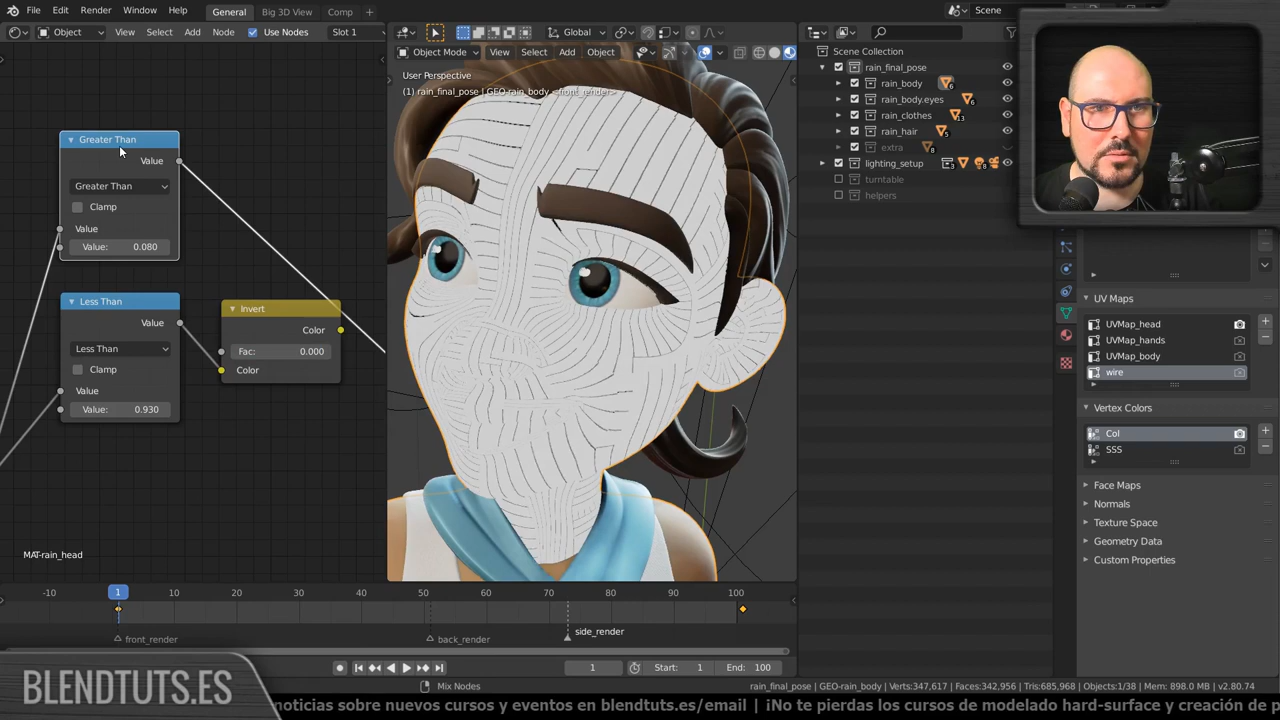 File Edit Render Window Help General Big 3D View Comp + Scene
Object View Select Add Node Use Nodes Slot 1 Global
Object Mode View Select Add Object
User Perspective
(1) rain_final_pose | GEO-rain_body <front_render>
Greater Than
Value
Greater Than
Clamp
Value
Value: 0.080
Less Than
Value
Less Than
Clamp
Value
Value: 0.930
Invert
Color
Fac: 0.000
Color
MAT-rain_head
Scene Collection
rain_final_pose
rain_body 6
rain_body.eyes 6
rain_clothes 13
rain_hair 5
extra 8
lighting_setup 3 8
turntable
helpers
UV Maps
UVMap_head
UVMap_hands
UVMap_body
wire
Vertex Colors
Col
SSS
Face Maps
Normals
Texture Space
Geometry Data
Custom Properties
-10 1 10 20 30 40 50 60 70 80 90 100
front_render back_render side_render
1 Start: 1 End: 100
Mix Nodes
rain_final_pose | GEO-rain_body | Verts:347,617 | Faces:342,956 | Tris:685,968 | Objects:1/38 | Mem: 898.0 MB | v2.80.74
BLENDTUTS.ES
noticias sobre nuevos cursos y eventos en blendtuts.es/email | ¡No te pierdas los cursos de modelado hard-surface y creación de p